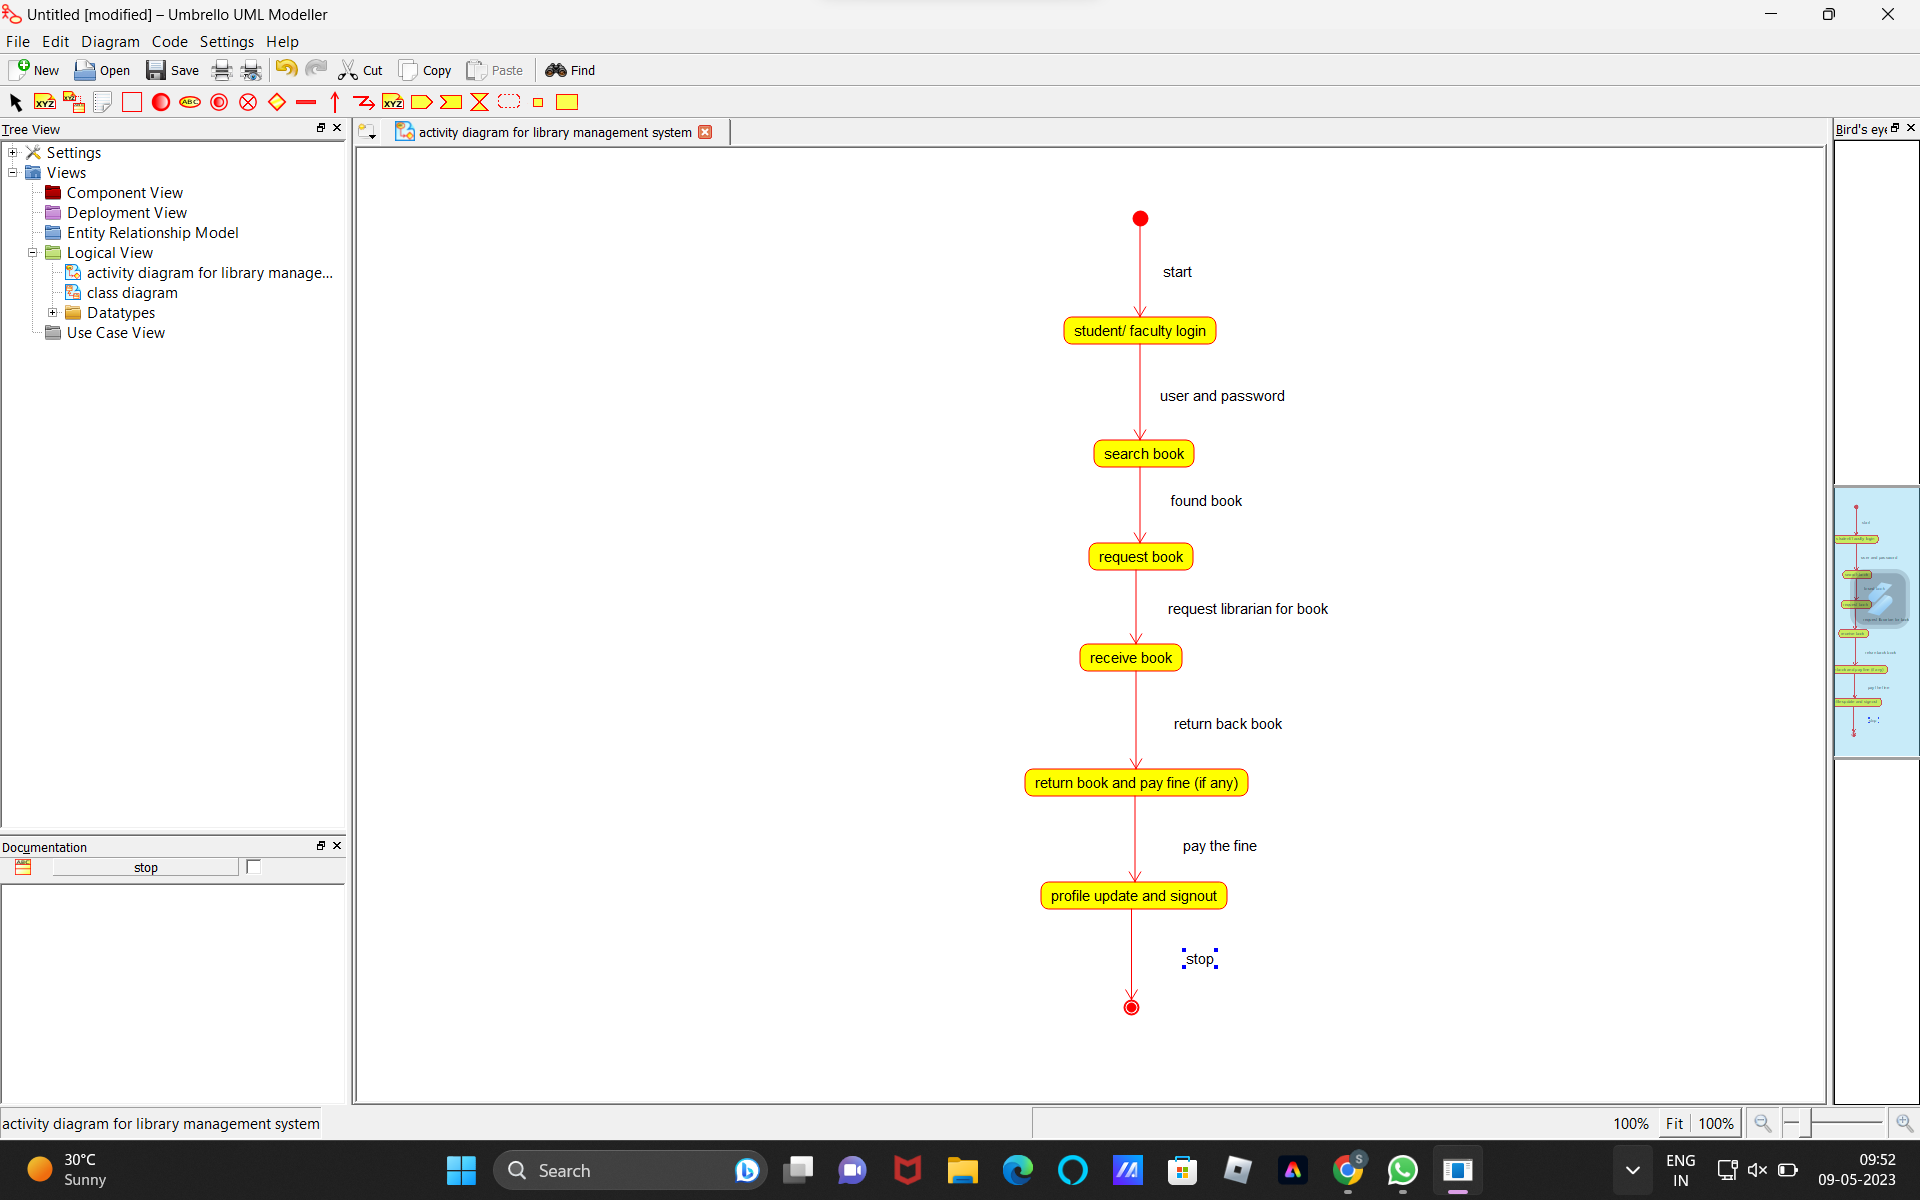 Untitled [modified] – Umbrello UML Modeller
File Edit Diagram Code Settings Help
New Open Save Cut Copy Paste Find
XYZ XYZ ABC XYZ
Tree View
activity diagram for library management system
Bird's eye
Settings
Views
Component View
Deployment View
Entity Relationship Model
Logical View
activity diagram for library manage...
class diagram
Datatypes
Use Case View
start
student/ faculty login
user and password
search book
found book
request book
request librarian for book
receive book
return back book
return book and pay fine (if any)
pay the fine
profile update and signout
stop
Documentation
ABC
stop
activity diagram for library management system
100% Fit 100%
30°C
Sunny
Search
S
ENG
IN
09:52
09-05-2023